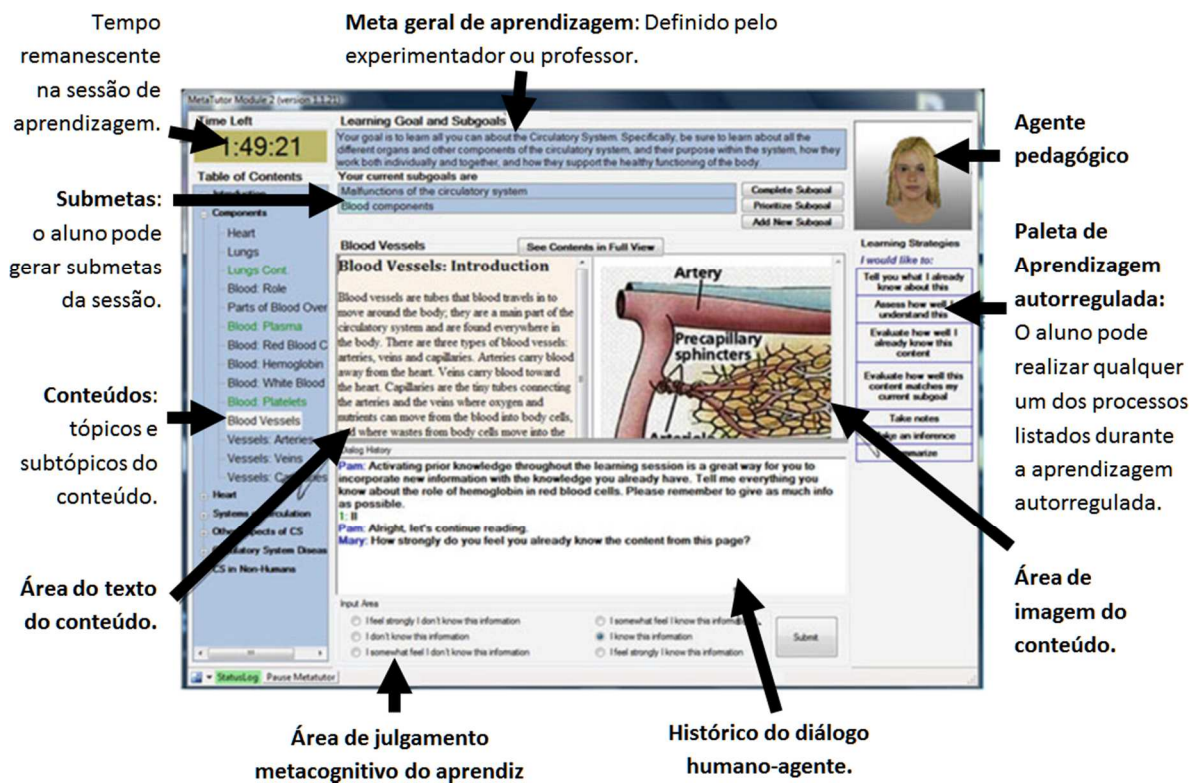 Tempo
remanescente
na sessão de
aprendizagem.
Meta geral de aprendizagem: Definido pelo
experimentador ou professor.
Submetas:
o aluno pode
gerar submetas
da sessão.
Conteúdos:
tópicos e
subtópicos do
conteúdo.
Área do texto
do conteúdo.
MetaTutor Module 2 (version 1.1.21)
Time Left
1:49:21
Table of Contents
Introduction
Components
Heart
Lungs
Lungs Cont.
Blood: Role
Parts of Blood Over
Blood: Plasma
Blood: Red Blood C
Blood: Hemoglobin
Blood: White Blood
Blood: Platelets
Blood Vessels
Vessels: Arteries
Vessels: Veins
Vessels:
Heart
Other
CS in Non-Humans
Learning Goal and Subgoals
Your goal is to learn all you can about the Circulatory System. Specifically, be sure to learn about all the
different organs and other components of the circulatory system, and their purpose within the system, how they
work both individually and together, and how they support the healthy functioning of the body.
Your current subgoals are
Malfunctions of the circulatory system
Blood components
Complete Subgoal
Prioritize Subgoal
Add New Subgoal
Blood Vessels
See Contents in Full View
Blood Vessels: Introduction
Blood vessels are tubes that blood travels in to
move around the body; they are a main part of the
circulatory system and are found everywhere in
the body. There are three types of blood vessels:
arteries, veins and capillaries. Arteries carry blood
away from the heart. Veins carry blood toward
the heart. Capillaries are the tiny tubes connecting
the arteries and the veins where oxygen and
nutrients can move from the blood into body cells,
and where wastes from body cells move into the
Artery
Precapillary
sphincters
Dialog History
Pam: Activating prior knowledge throughout the learning session is a great way for you to
incorporate new information with the knowledge you already have. Tell me everything you
know about the role of hemoglobin in red blood cells. Please remember to give as much info
as possible.
Pam: Alright, let's continue reading.
Mary: How strongly do you feel you already know the content from this page?
Input Area
I feel strongly I don't know this information
I don't know this information
I somewhat feel I don't know this information
I somewhat feel I know this information
I know this information
I feel strongly I know this information
Submit
Learning Strategies
I would like to:
Tell you what I already
know about this
Assess how well I
understand this
Evaluate how well I
already know this
content
Evaluate how well this
content matches my
current subgoal
Take notes
an inference
StatusLog
Pause Metatutor
Agente
pedagógico
Paleta de
Aprendizagem
autorregulada:
O aluno pode
realizar qualquer
um dos processos
listados durante
a aprendizagem
autorregulada.
Área de
imagem do
conteúdo.
Área de julgamento
metacognitivo do aprendiz
Histórico do diálogo
humano-agente.